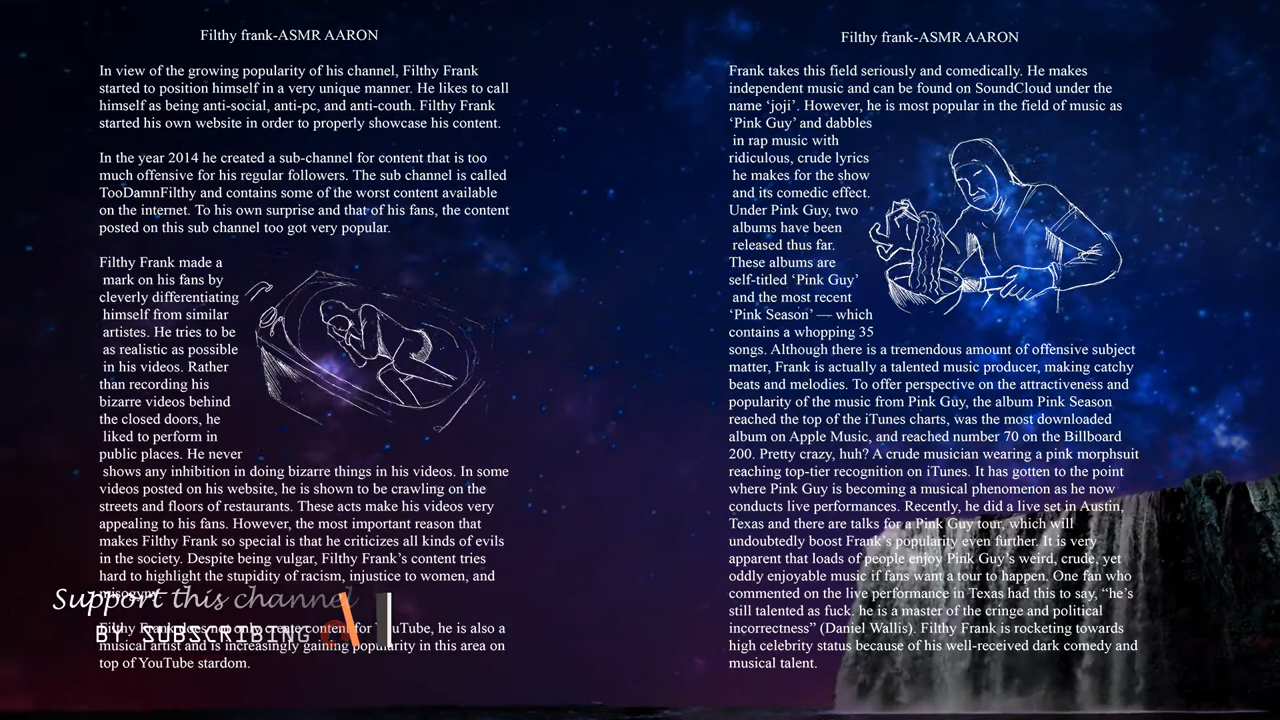 Filthy frank-ASMR AARON
In view of the growing popularity of his channel, Filthy Frank
started to position himself in a very unique manner. He likes to call
himself as being anti-social, anti-pc, and anti-couth. Filthy Frank
started his own website in order to properly showcase his content.
In the year 2014 he created a sub-channel for content that is too
much offensive for his regular followers. The sub channel is called
TooDamnFilthy and contains some of the worst content available
on the internet. To his own surprise and that of his fans, the content
posted on this sub channel too got very popular.
Filthy Frank made a
mark on his fans by
cleverly differentiating
himself from similar
artistes. He tries to be
as realistic as possible
in his videos. Rather
than recording his
bizarre videos behind
the closed doors, he
liked to perform in
public places. He never
shows any inhibition in doing bizarre things in his videos. In some
videos posted on his website, he is shown to be crawling on the
streets and floors of restaurants. These acts make his videos very
appealing to his fans. However, the most important reason that
makes Filthy Frank so special is that he criticizes all kinds of evils
in the society. Despite being vulgar, Filthy Frank’s content tries
hard to highlight the stupidity of racism, injustice to women, and
misogyny.
Support this channel
Filthy Frank does not only create content for YouTube, he is also a
BY SUBSCRIBING
musical artist and is increasingly gaining popularity in this area on
top of YouTube stardom.
Filthy frank-ASMR AARON
Frank takes this field seriously and comedically. He makes
independent music and can be found on SoundCloud under the
name ‘joji’. However, he is most popular in the field of music as
‘Pink Guy’ and dabbles
in rap music with
ridiculous, crude lyrics
he makes for the show
and its comedic effect.
Under Pink Guy, two
albums have been
released thus far.
These albums are
self-titled ‘Pink Guy’
and the most recent
‘Pink Season’ — which
contains a whopping 35
songs. Although there is a tremendous amount of offensive subject
matter, Frank is actually a talented music producer, making catchy
beats and melodies. To offer perspective on the attractiveness and
popularity of the music from Pink Guy, the album Pink Season
reached the top of the iTunes charts, was the most downloaded
album on Apple Music, and reached number 70 on the Billboard
200. Pretty crazy, huh? A crude musician wearing a pink morphsuit
reaching top-tier recognition on iTunes. It has gotten to the point
where Pink Guy is becoming a musical phenomenon as he now
conducts live performances. Recently, he did a live set in Austin,
Texas and there are talks for a Pink Guy tour, which will
undoubtedly boost Frank’s popularity even further. It is very
apparent that loads of people enjoy Pink Guy’s weird, crude, yet
oddly enjoyable music if fans want a tour to happen. One fan who
commented on the live performance in Texas had this to say, “he’s
still talented as fuck. he is a master of the cringe and political
incorrectness” (Daniel Wallis). Filthy Frank is rocketing towards
high celebrity status because of his well-received dark comedy and
musical talent.